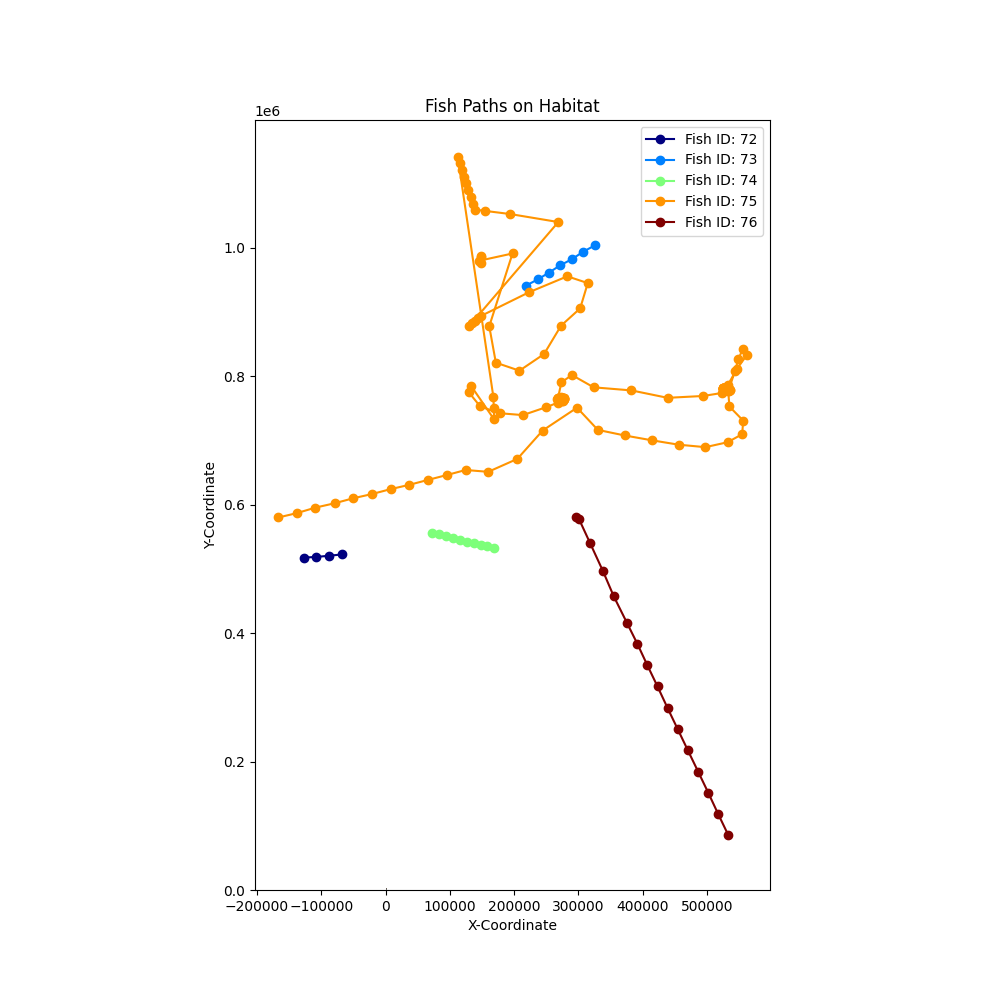 Fish Paths on Habitat
1e6
Fish ID: 72
Fish ID: 73
Fish ID: 74
Fish ID: 75
Fish ID: 76
1.0
0.8
0.6
0.4
0.2
0.0
Y-Coordinate
−200000 −100000 0 100000 200000 300000 400000 500000
X-Coordinate